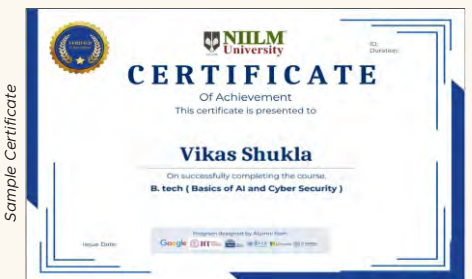 Sample Certificate
NIILM
University
ID:
Duration:
CERTIFICATE
Of Achievement
This certificate is presented to
Vikas Shukla
On successfully completing the course,
B. tech ( Basics of AI and Cyber Security )
Program designed by Alumni from
Issue Date:
Google IIT